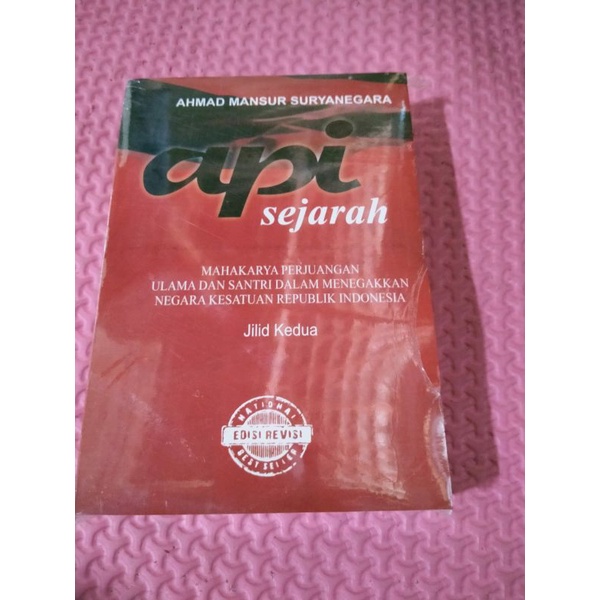 AHMAD MANSUR SURYANEGARA
api
sejarah
MAHAKARYA PERJUANGAN
ULAMA DAN SANTRI DALAM MENEGAKKAN
NEGARA KESATUAN REPUBLIK INDONESIA
Jilid Kedua
NATIONAL
EDISI REVISI
BEST SELLER